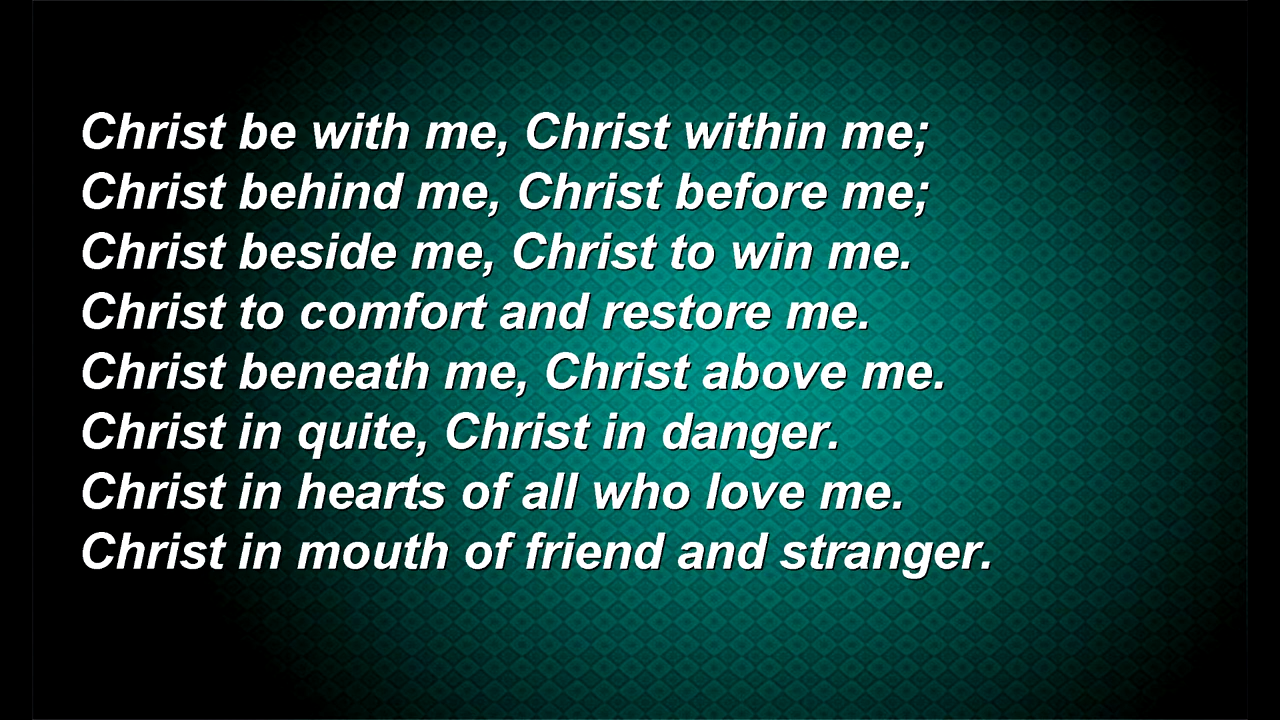 Christ be with me, Christ within me;
Christ behind me, Christ before me;
Christ beside me, Christ to win me.
Christ to comfort and restore me.
Christ beneath me, Christ above me.
Christ in quite, Christ in danger.
Christ in hearts of all who love me.
Christ in mouth of friend and stranger.